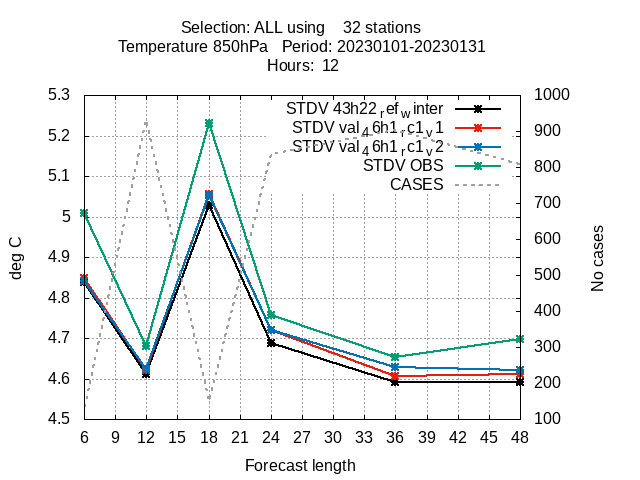 Selection: ALL using    32 stations
Temperature 850hPa   Period: 20230101-20230131
Hours:  12
5.3
5.2
5.1
5
4.9
4.8
4.7
4.6
4.5
deg C
STDV 43h22refwinter
STDV val46h1rc1v1
STDV val46h1rc1v2
STDV OBS
CASES
1000
900
800
700
600
500
400
300
200
100
No cases
6 9 12 15 18 21 24 27 30 33 36 39 42 45 48
Forecast length